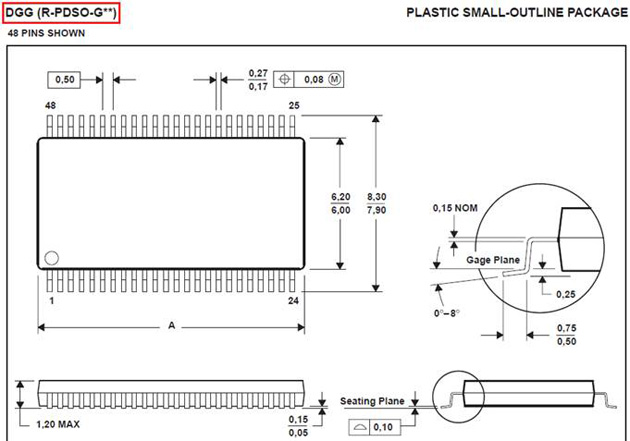 DGG (R-PDSO-G**)
PLASTIC SMALL-OUTLINE PACKAGE
48 PINS SHOWN
0,50
0,27
0,17
0,08 M
48
25
6,20
6,00
8,30
7,90
0,15 NOM
Gage Plane
0,25
0°–8°
0,75
0,50
1
24
A
1,20 MAX
0,15
0,05
Seating Plane
0,10